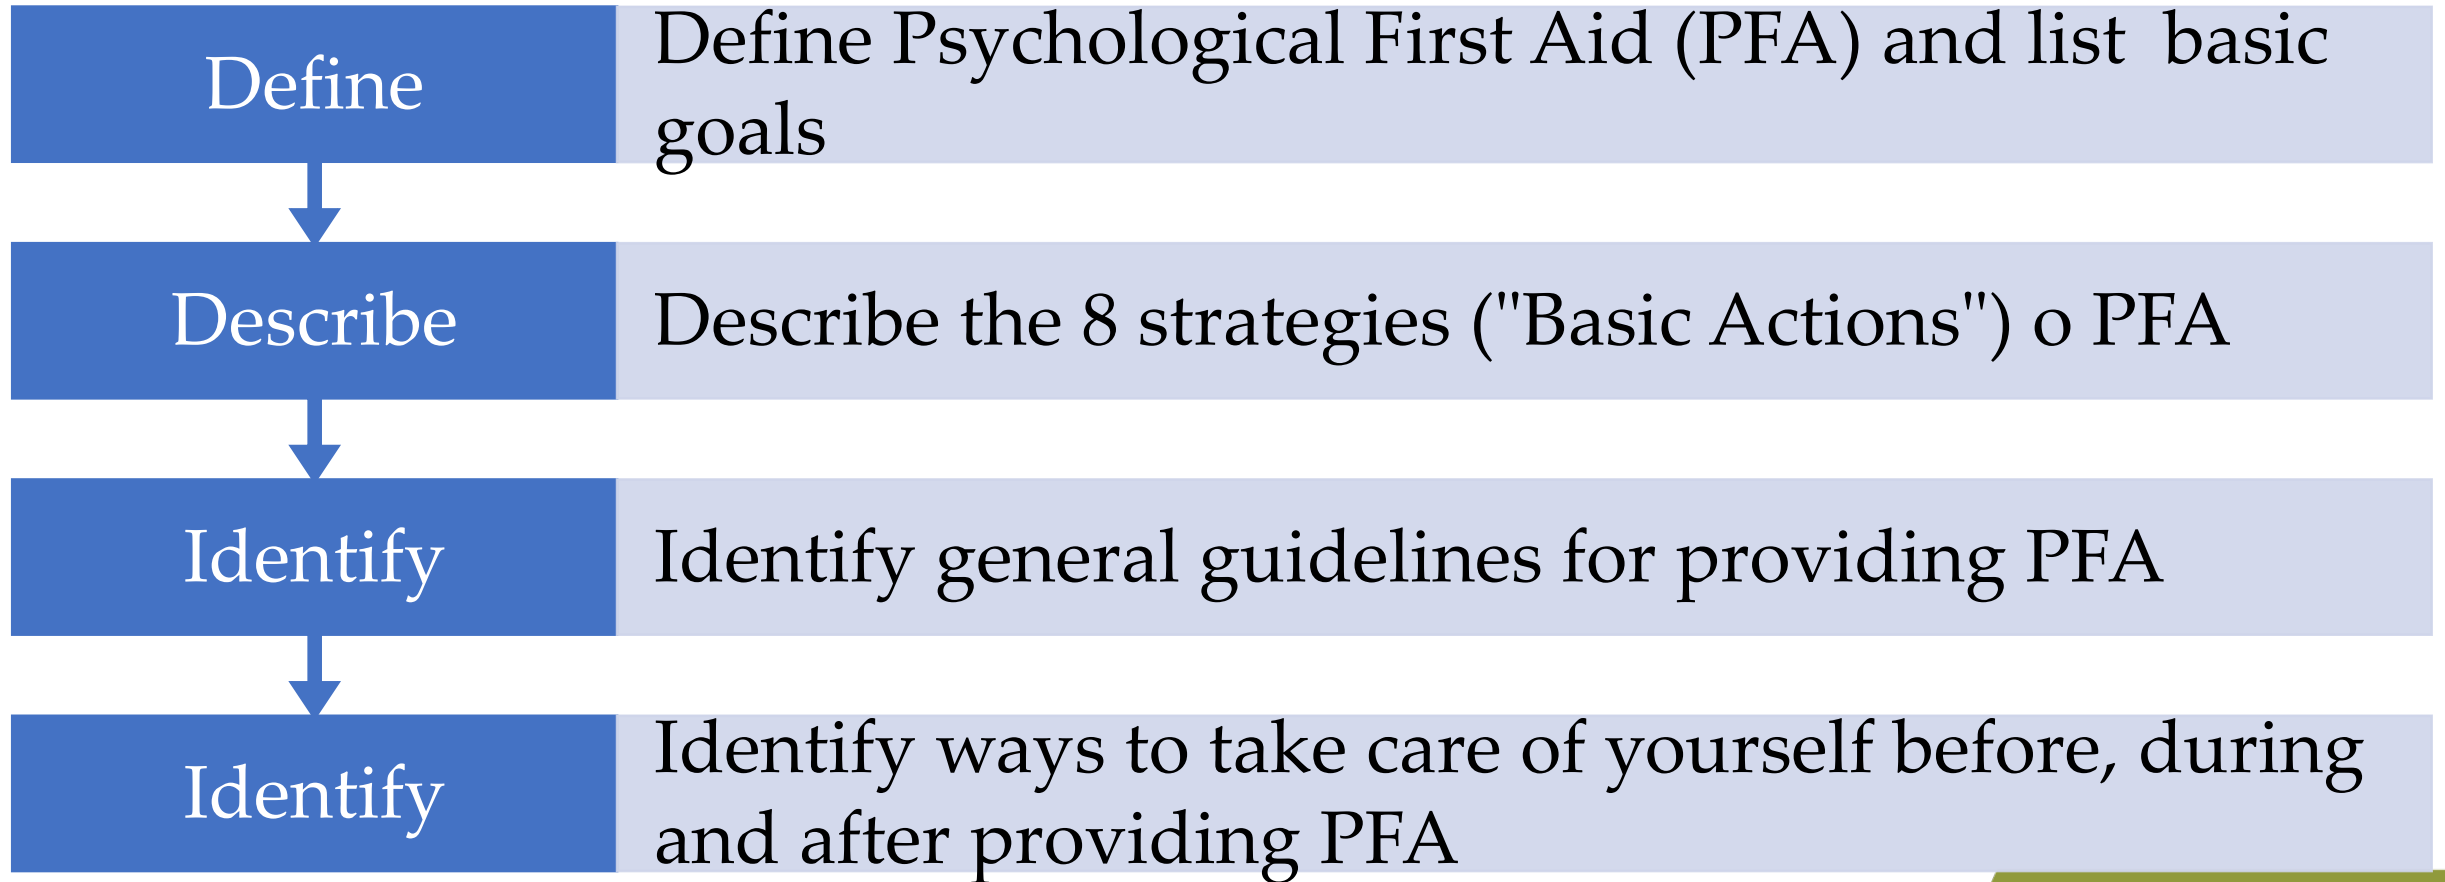 Define
Define Psychological First Aid (PFA) and list  basic
goals
Describe
Describe the 8 strategies ("Basic Actions") o PFA
Identify
Identify general guidelines for providing PFA
Identify
Identify ways to take care of yourself before, during
and after providing PFA